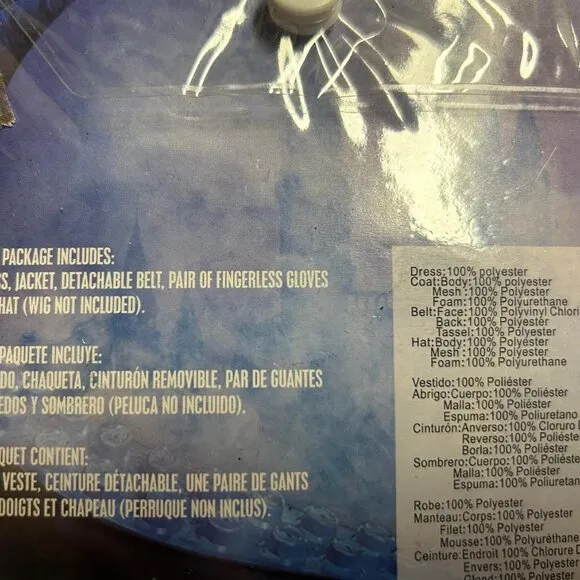 PACKAGE INCLUDES:
SS, JACKET, DETACHABLE BELT, PAIR OF FINGERLESS GLOVES
HAT (WIG NOT INCLUDED).
PAQUETE INCLUYE:
DO, CHAQUETA, CINTURÓN REMOVIBLE, PAR DE GUANTES
EDOS Y SOMBRERO (PELUCA NO INCLUIDO).
QUET CONTIENT:
VESTE, CEINTURE DÉTACHABLE, UNE PAIRE DE GANTS
DOIGTS ET CHAPEAU (PERRUQUE NON INCLUS).
Dress:100% polyester
Coat:Body:100% polyester
Mesh:100% Polyester
Foam:100% Polyurethane
Belt:Face:100% Polyvinyl Chlori
Back:100% Polyester
Tassel:100% Polyester
Hat:Body:100% Polyester
Mesh:100% Polyester
Foam:100% Polyurethane
Vestido:100% Poliéster
Abrigo:Cuerpo:100% Poliéster
Malla:100% Poliéster
Espuma:100% Poliuretano
Cinturón:Anverso:100% Cloruro D
Reverso:100% Poliéster
Borla:100% Poliéster
Sombrero:Cuerpo:100% Poliéster
Malla:100% Poliéster
Espuma:100% Poliuretan
Robe:100% Polyester
Manteau:Corps:100% Polyester
Filet:100% Polyester
Mousse:100% Polyuréthane
Ceinture:Endroit 100% Chlorure D
Envers:100% Polyester